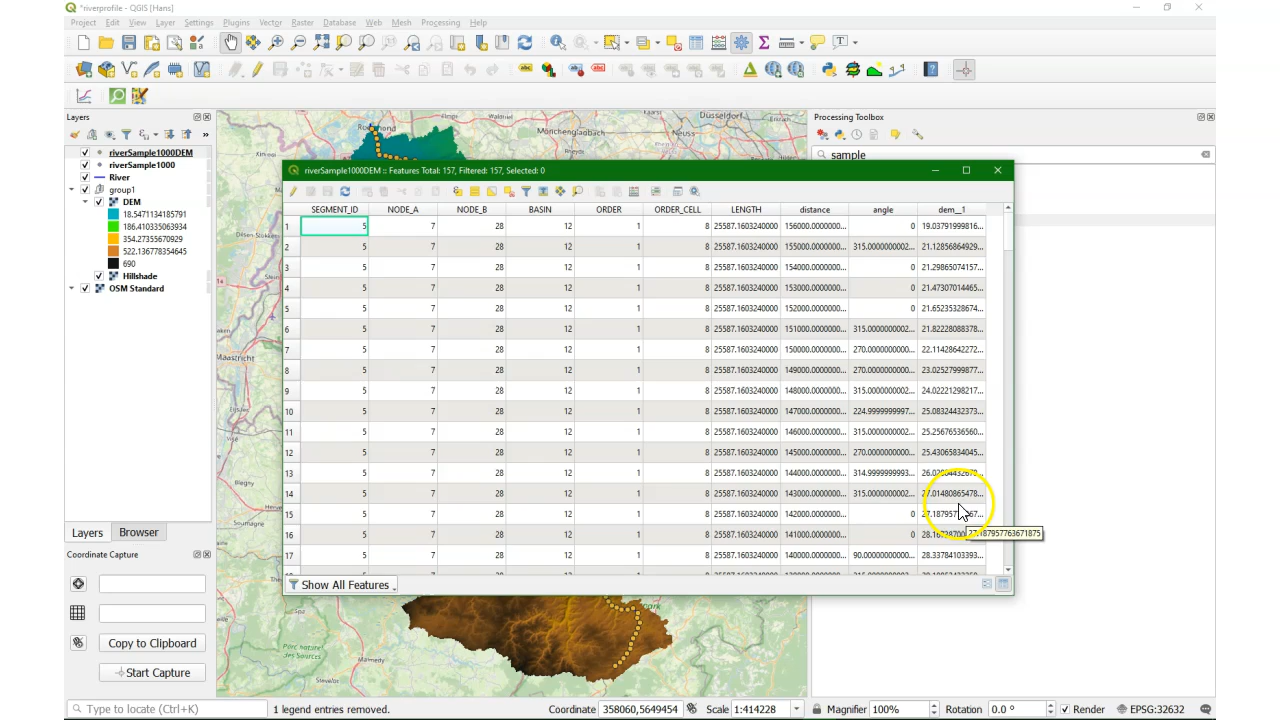 *riverprofile - QGIS [Hans]
Project Edit View Layer Settings Plugins Vector Raster Database Web Mesh Processing Help
Layers
riverSample1000DEM
riverSample1000
River
group1
DEM
18.5471134185791
186.410335063934
354.27355670929
522.136778354645
690
Hillshade
OSM Standard
Layers Browser
Coordinate Capture
Copy to Clipboard
Start Capture
Roermond
Düsseldorf
Mönchengladbach
Neuss
Maastricht
Malmedy
Parc naturel
des Sources
Processing Toolbox
sample
riverSample1000DEM :: Features Total: 157, Filtered: 157, Selected: 0
SEGMENT_ID NODE_A NODE_B BASIN ORDER ORDER_CELL LENGTH distance angle dem__1
1 5 7 28 12 1 8 25587.1603240000 156000.0000000... 0 19.03791999816...
2 5 7 28 12 1 8 25587.1603240000 155000.0000000... 315.0000000002... 21.12856864929...
3 5 7 28 12 1 8 25587.1603240000 154000.0000000... 0 21.29865074157...
4 5 7 28 12 1 8 25587.1603240000 153000.0000000... 0 21.47307014465...
5 5 7 28 12 1 8 25587.1603240000 152000.0000000... 0 21.65235328674...
6 5 7 28 12 1 8 25587.1603240000 151000.0000000... 315.0000000002... 21.82228088378...
7 5 7 28 12 1 8 25587.1603240000 150000.0000000... 270.0000000000... 22.11428642272...
8 5 7 28 12 1 8 25587.1603240000 149000.0000000... 270.0000000000... 23.02527999877...
9 5 7 28 12 1 8 25587.1603240000 148000.0000000... 315.0000000002... 24.02221298217...
10 5 7 28 12 1 8 25587.1603240000 147000.0000000... 224.9999999997... 25.08324432373...
11 5 7 28 12 1 8 25587.1603240000 146000.0000000... 315.0000000002... 25.25676536560...
12 5 7 28 12 1 8 25587.1603240000 145000.0000000... 270.0000000000... 25.43065834045...
13 5 7 28 12 1 8 25587.1603240000 144000.0000000... 314.9999999993...
14 5 7 28 12 1 8 25587.1603240000 143000.0000000... 315.0000000002... 27.01480865478...
15 5 7 28 12 1 8 25587.1603240000 142000.0000000... 0
27.187957763671875
16 5 7 28 12 1 8 25587.1603240000 141000.0000000... 0
17 5 7 28 12 1 8 25587.1603240000 140000.0000000... 90.00000000000... 28.33784103393...
Show All Features
Type to locate (Ctrl+K) 1 legend entries removed. Coordinate 358060,5649454 Scale 1:414228 Magnifier 100% Rotation 0.0 ° Render EPSG:32632